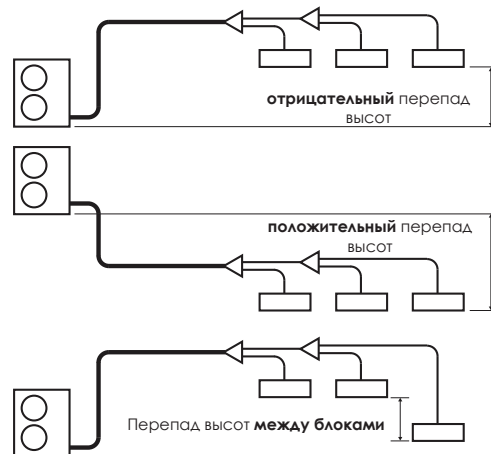 отрицательный перепад
высот
положительный перепад
высот
Перепад высот между блоками